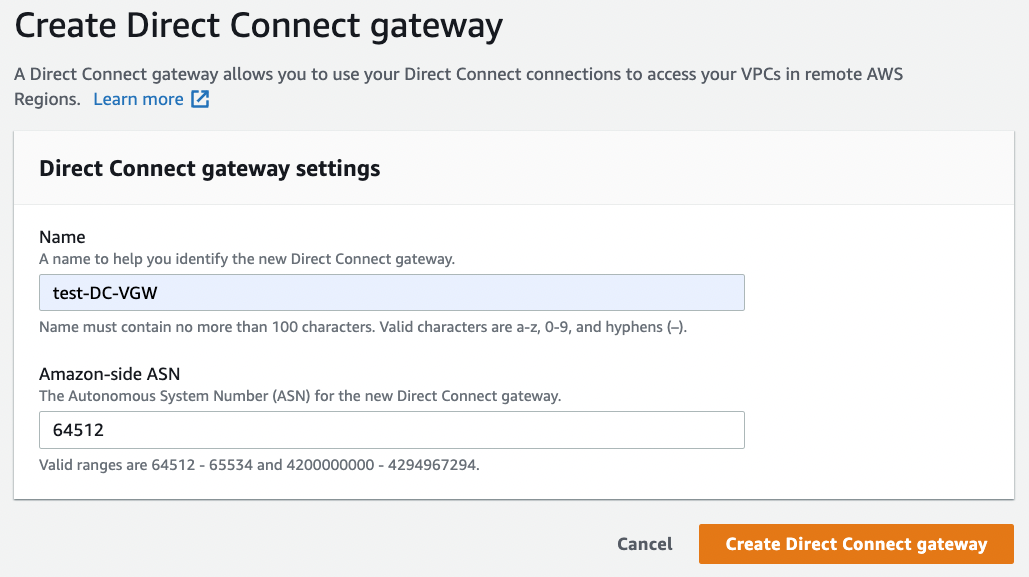 Create Direct Connect gateway
A Direct Connect gateway allows you to use your Direct Connect connections to access your VPCs in remote AWS
Regions. Learn more
Direct Connect gateway settings
Name
A name to help you identify the new Direct Connect gateway.
test-DC-VGW
Name must contain no more than 100 characters. Valid characters are a-z, 0-9, and hyphens (–).
Amazon-side ASN
The Autonomous System Number (ASN) for the new Direct Connect gateway.
64512
Valid ranges are 64512 - 65534 and 4200000000 - 4294967294.
Cancel Create Direct Connect gateway